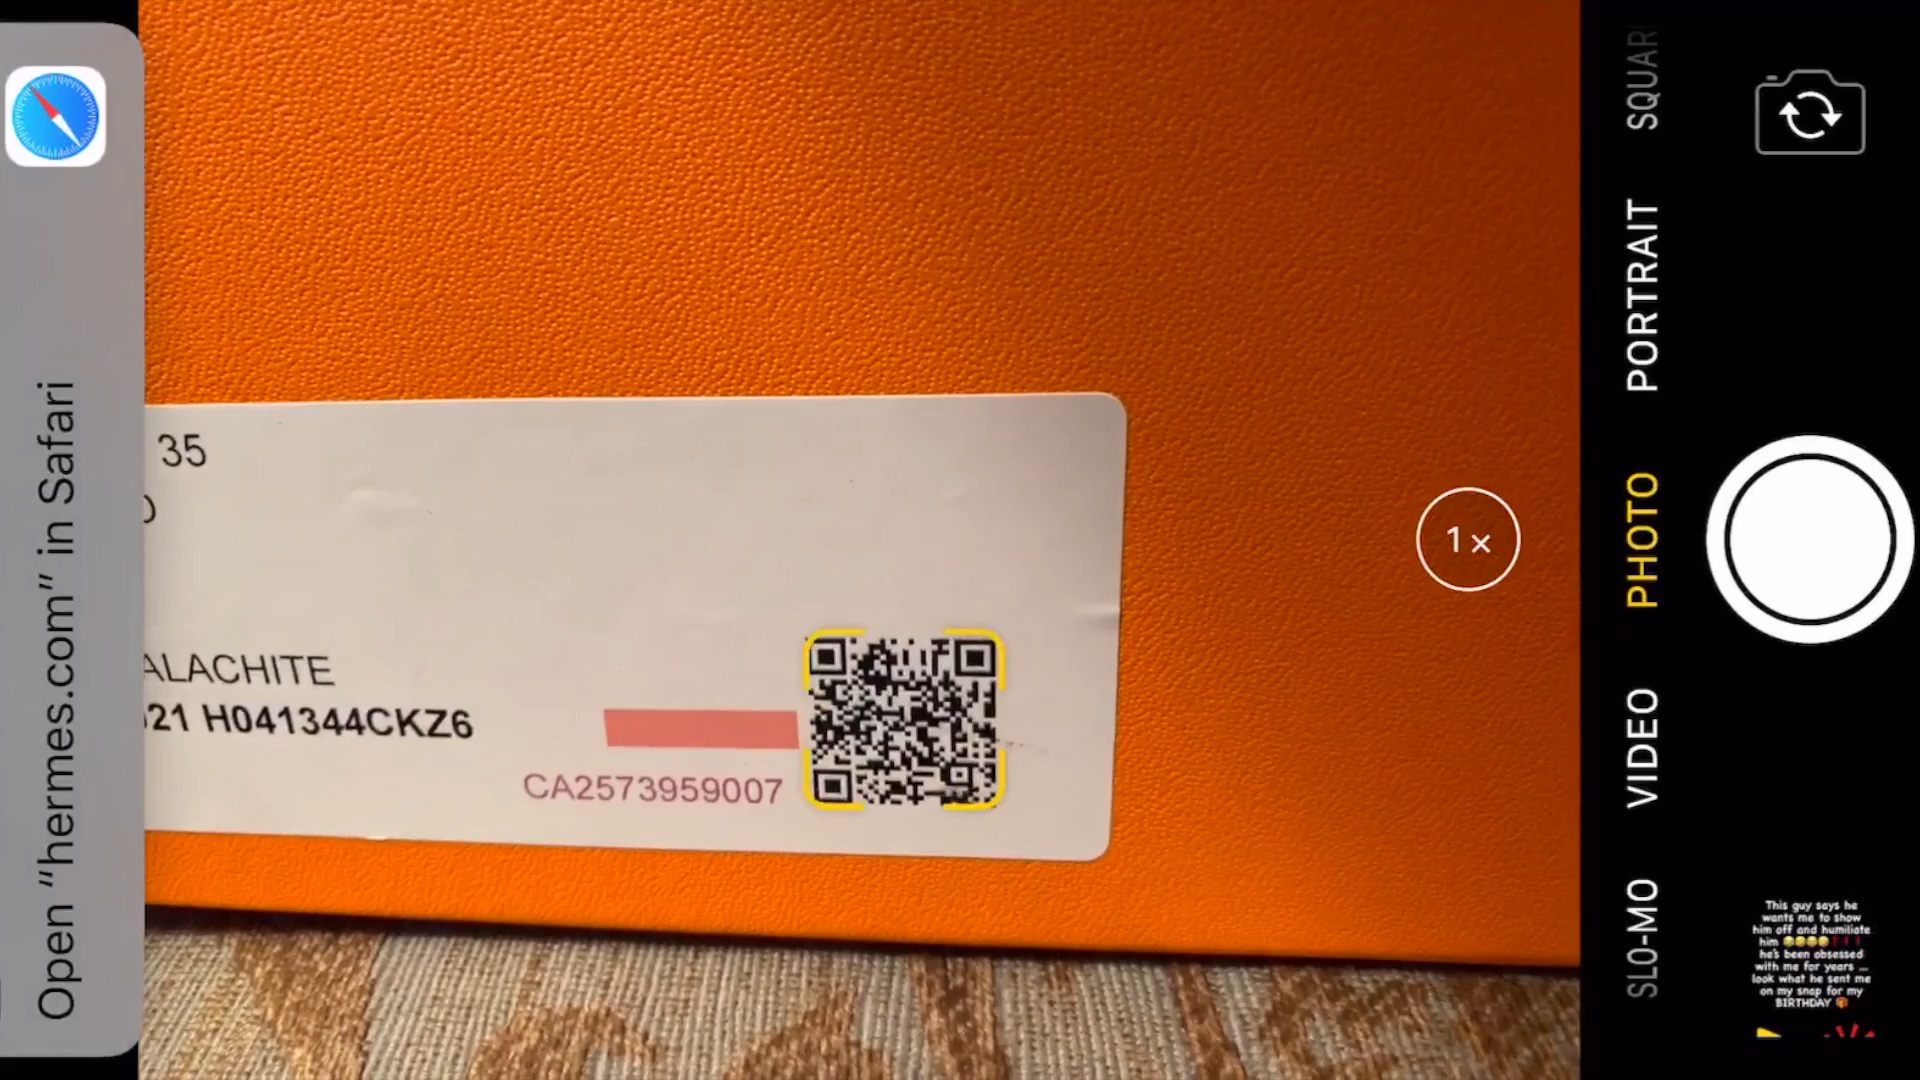 Open “hermes.com” in Safari
35
ALACHITE
21 H041344CKZ6
CA2573959007
1×
SQUAR
PORTRAIT
PHOTO
VIDEO
SLO-MO
This guy says he
wants me to show
him off and humiliate
him 😂😂😂😂❗❗❗
he's been obsessed
with me for years ...
look what he sent me
on my snap for my
BIRTHDAY 🎁